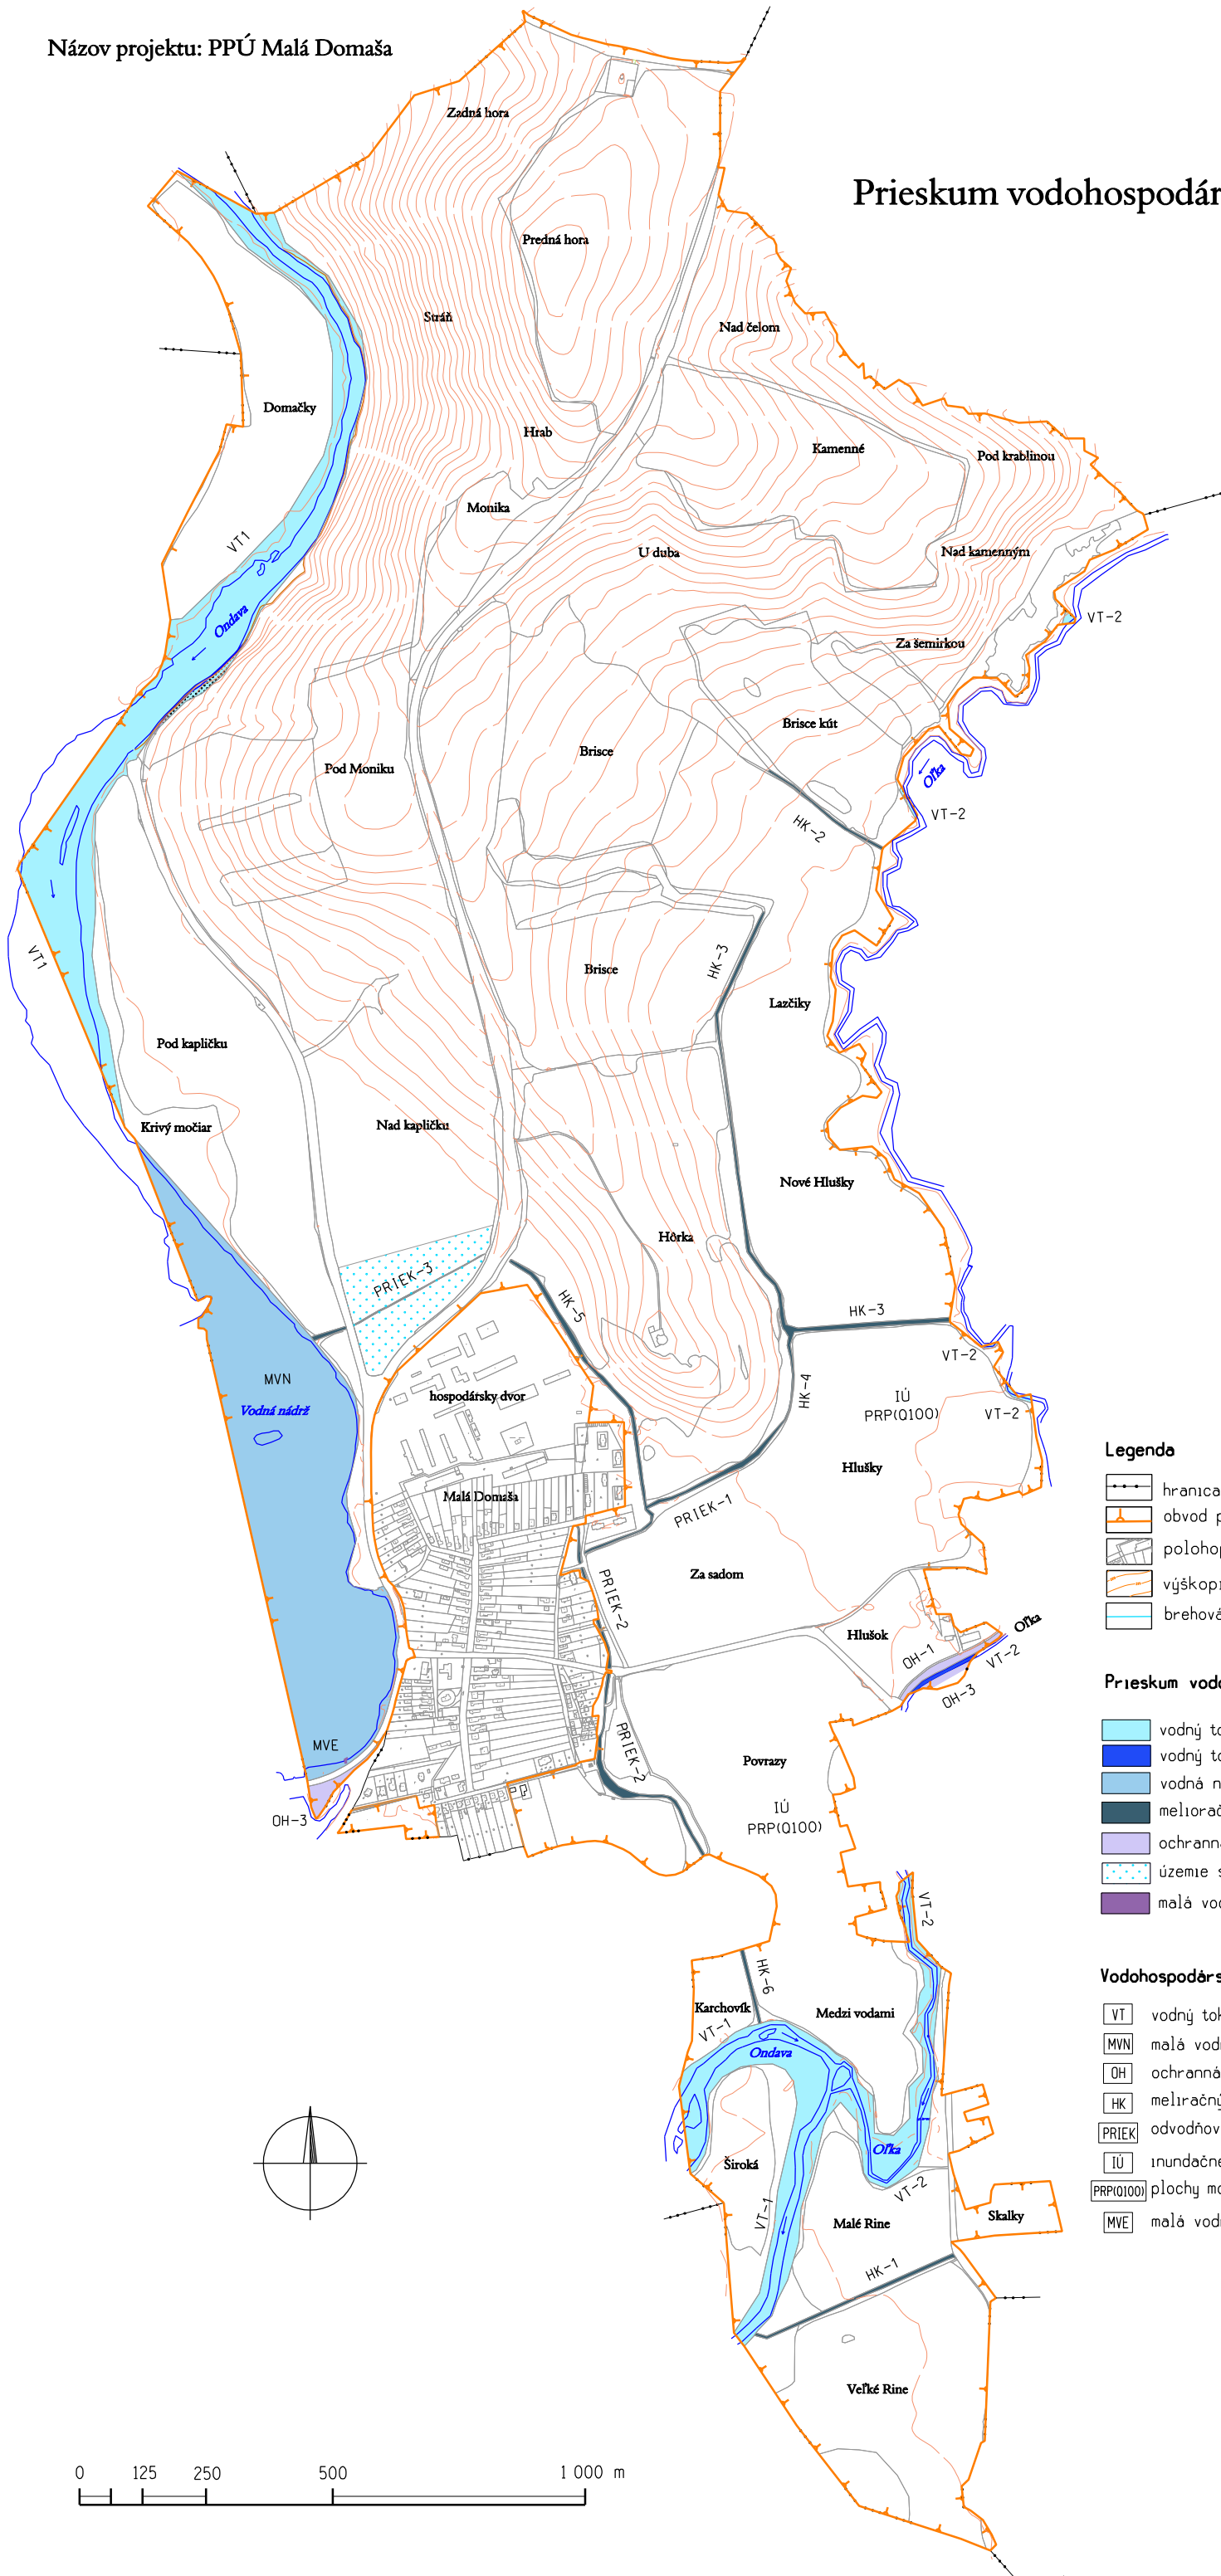 Názov projektu: PPÚ Malá Domaša
Prieskum vodohospodár
Zadná hora
Predná hora
Stráň
Nad čelom
Domačky
Hrab
Kamenné
Pod krablinou
Monika
VT1
U duba
Nad kamenným
Ondava
VT-2
Za šemirkou
Brisce kút
Brisce
Pod Moniku
Oľka
VT-2
HK-2
VT1
HK-3
Brisce
Lazčiky
Pod kapličku
Krivý močiar
Nad kapličku
Nové Hlušky
Hôrka
PRIEK-3
HK-5
HK-3
VT-2
MVN
Vodná nádrž
hospodársky dvor
HK-4
IÚ
PRP(Q100)
VT-2
Hlušky
Malá Domaša
PRIEK-1
Za sadom
PRIEK-2
Hlušok
Oľka
OH-1
VT-2
OH-3
MVE
PRIEK-2
Povrazy
OH-3
IÚ
PRP(Q100)
VT-2
HK-6
Karchovík
Medzi vodami
VT-1
Ondava
Oľka
Široká
VT-2
VT-1
Malé Rine
Skalky
HK-1
Veľké Rine
0 125 250 500 1 000 m
Legenda
hranica
obvod p
poloho
výškopi
brehová
Prieskum vodo
vodný to
vodný to
vodná n
meliorač
ochrann
územie s
malá vod
Vodohospodárs
VT vodný tok
MVN malá vodn
OH ochranná
HK meliračný
PRIEK odvodňov
IÚ inundačné
PRP(Q100) plochy mo
MVE malá vodn